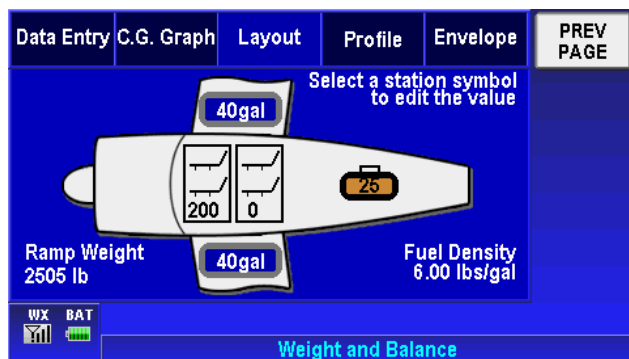 Data Entry C.G. Graph Layout Profile Envelope PREV
PAGE
Select a station symbol
to edit the value
40gal
25
200 0
Ramp Weight
2505 lb
40gal
Fuel Density
6.00 lbs/gal
WX BAT
Weight and Balance